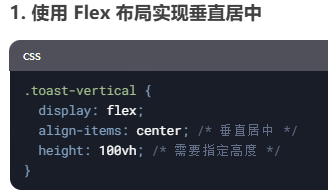 1. 使用 Flex 布局实现垂直居中
css
.toast-vertical {
display: flex;
align-items: center; /* 垂直居中 */
height: 100vh; /* 需要指定高度 */
}